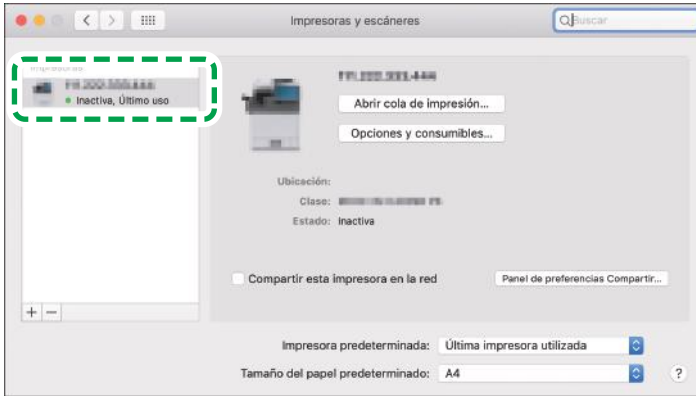 Impresoras y escáneres
Buscar
Impresoras
Inactiva, Último uso
Abrir cola de impresión...
Opciones y consumibles...
Ubicación:
Clase:
Estado: Inactiva
Compartir esta impresora en la red
Panel de preferencias Compartir...
+ −
Impresora predeterminada: Última impresora utilizada
Tamaño del papel predeterminado: A4
?